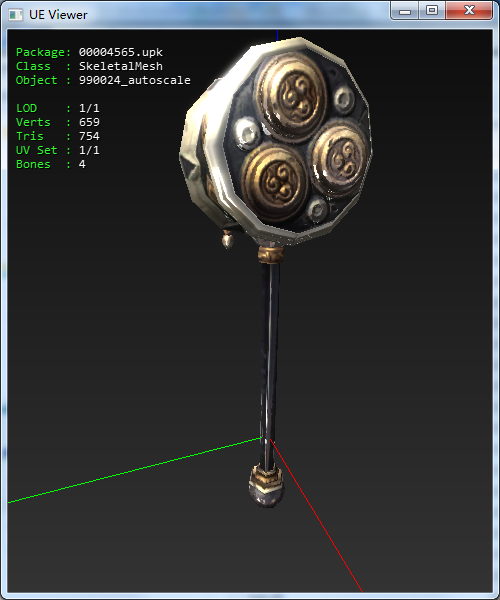 UE Viewer
Package: 00004565.upk
Class  : SkeletalMesh
Object : 990024_autoscale
LOD    : 1/1
Verts  : 659
Tris   : 754
UV Set : 1/1
Bones  : 4